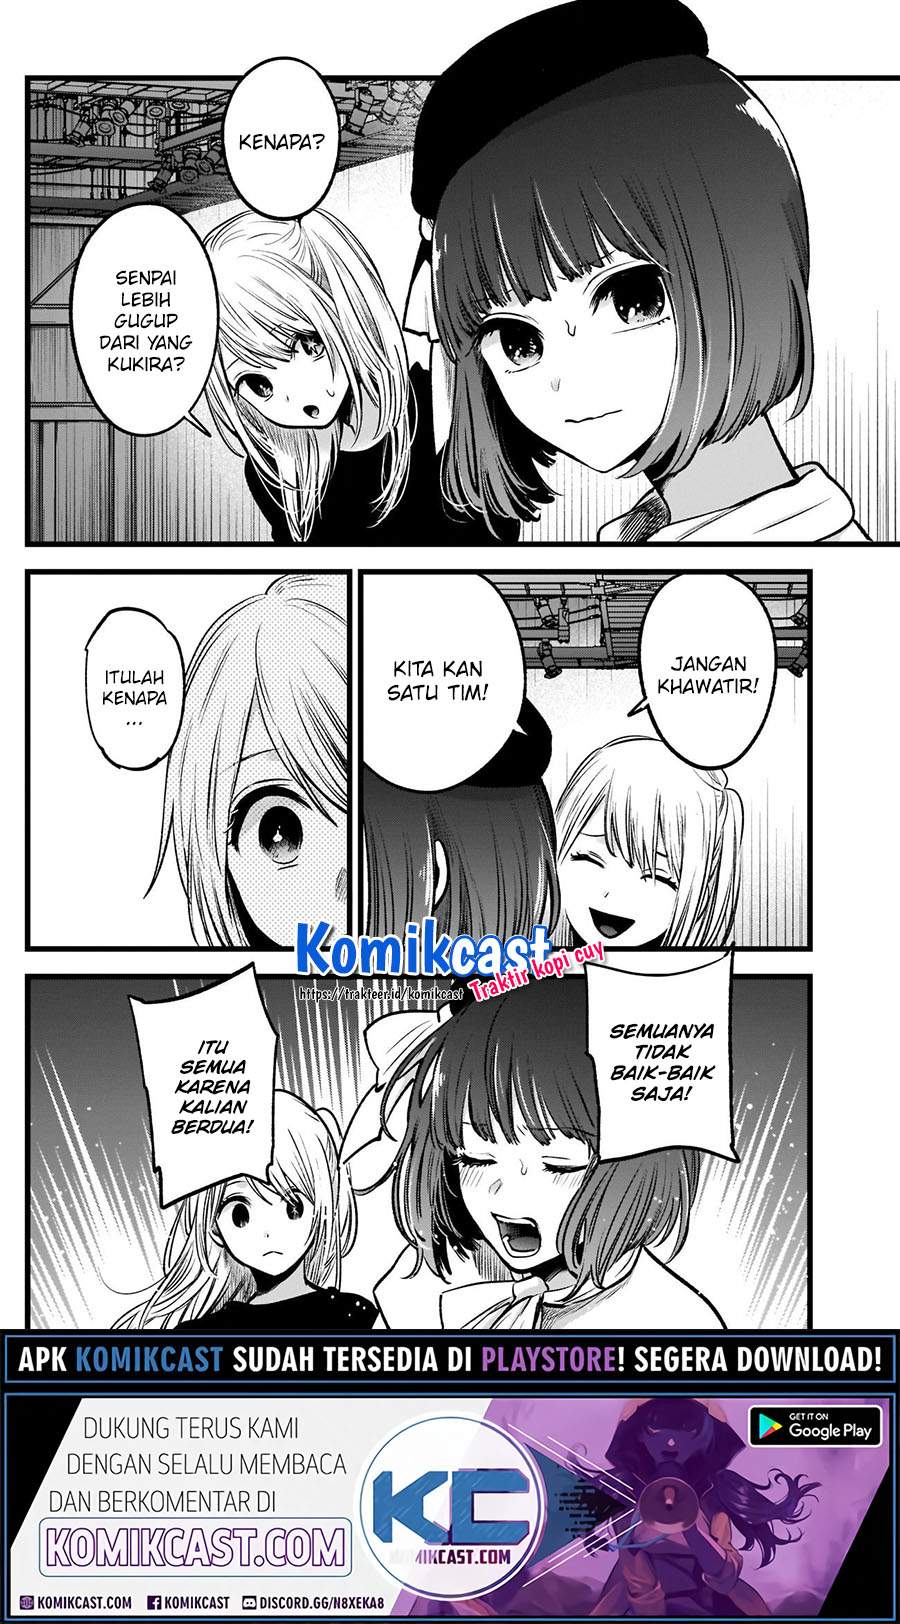 KENAPA?
SENPAI
LEBIH
GUGUP
DARI YANG
KUKIRA?
JANGAN
KHAWATIR!
KITA KAN
SATU TIM!
ITULAH
KENAPA
...
Komikcast
https://trakteer.id/komikcast
Traktir kopi cuy
SEMUANYA
TIDAK
BAIK-BAIK
SAJA!
ITU
SEMUA
KARENA
KALIAN
BERDUA!
APK KOMIKCAST SUDAH TERSEDIA DI PLAYSTORE! SEGERA DOWNLOAD!
DUKUNG TERUS KAMI
DENGAN SELALU MEMBACA
DAN BERKOMENTAR DI
KOMIKCAST.COM
KOMIKCAST.COM
KOMIKCAST
DISCORD.GG/N8XEKA8
KC
KOMIKCAST.COM
GET IT ON
Google Play